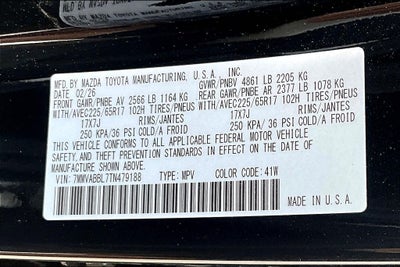 MFD. BY MAZDA TOYOTA MANUFACTURING, U.S.A., INC.
DATE 02/26 GVWR/PNBV 4861 LB 2205 KG
FRONT GAWR/PNBE AV 2566 LB 1164 KG REAR GAWR/PNBE AR 2377 LB 1078 KG
WITH/AVEC225/65R17 102H TIRES/PNEUS WITH/AVEC225/65R17 102H TIRES/PNEUS
17X7J RIMS/JANTES 17X7J RIMS/JANTES
250 KPA/ 36 PSI COLD/A FROID 250 KPA/ 36 PSI COLD/A FROID
THIS VEHICLE CONFORMS TO ALL APPLICABLE FEDERAL MOTOR VEHICLE
SAFETY, AND THEFT PREVENTION STANDARDS IN EFFECT ON THE DATE OF
MANUFACTURE SHOWN ABOVE.
VIN: 7MMVABBL7TN479188 TYPE: MPV COLOR CODE: 41W
MADE IN U.S.A.